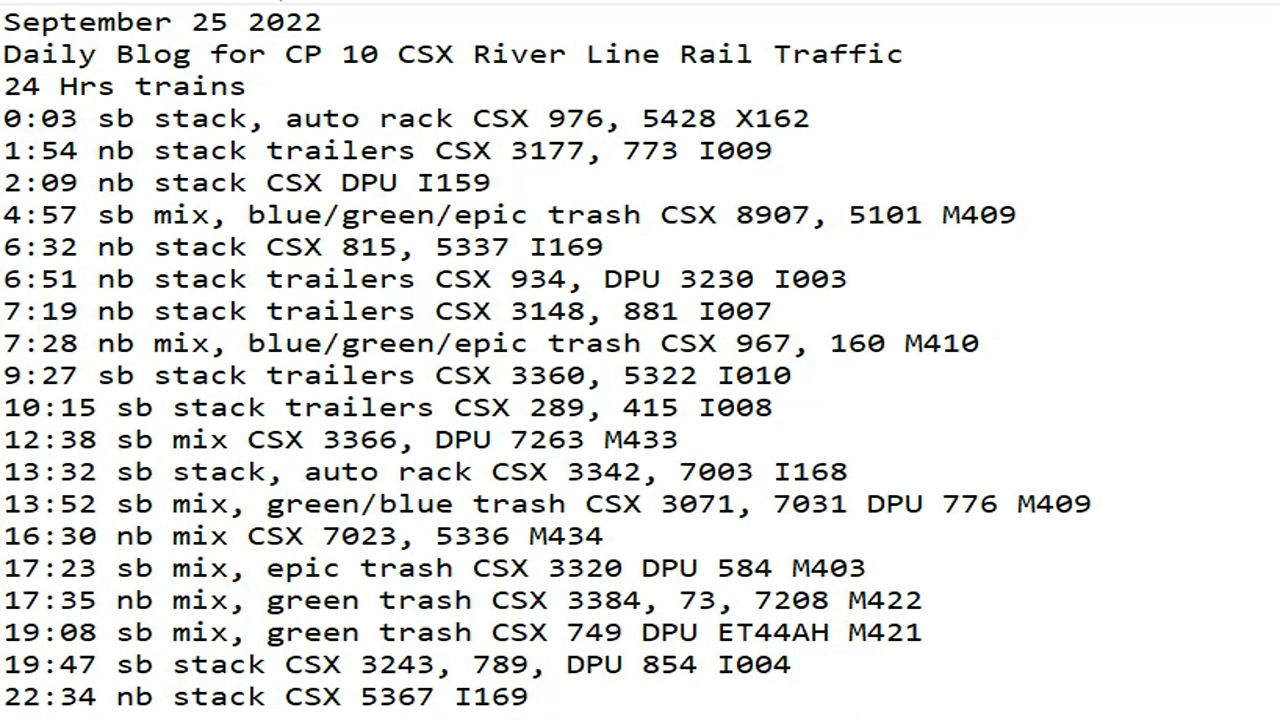 September 25 2022
Daily Blog for CP 10 CSX River Line Rail Traffic
24 Hrs trains
0:03 sb stack, auto rack CSX 976, 5428 X162
1:54 nb stack trailers CSX 3177, 773 I009
2:09 nb stack CSX DPU I159
4:57 sb mix, blue/green/epic trash CSX 8907, 5101 M409
6:32 nb stack CSX 815, 5337 I169
6:51 nb stack trailers CSX 934, DPU 3230 I003
7:19 nb stack trailers CSX 3148, 881 I007
7:28 nb mix, blue/green/epic trash CSX 967, 160 M410
9:27 sb stack trailers CSX 3360, 5322 I010
10:15 sb stack trailers CSX 289, 415 I008
12:38 sb mix CSX 3366, DPU 7263 M433
13:32 sb stack, auto rack CSX 3342, 7003 I168
13:52 sb mix, green/blue trash CSX 3071, 7031 DPU 776 M409
16:30 nb mix CSX 7023, 5336 M434
17:23 sb mix, epic trash CSX 3320 DPU 584 M403
17:35 nb mix, green trash CSX 3384, 73, 7208 M422
19:08 sb mix, green trash CSX 749 DPU ET44AH M421
19:47 sb stack CSX 3243, 789, DPU 854 I004
22:34 nb stack CSX 5367 I169